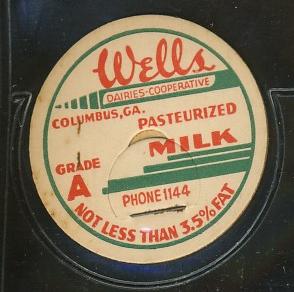 Wells
DAIRIES-COOPERATIVE
COLUMBUS, GA.
PASTEURIZED
MILK
GRADE
A
PHONE 1144
NOT LESS THAN 3.5% FAT